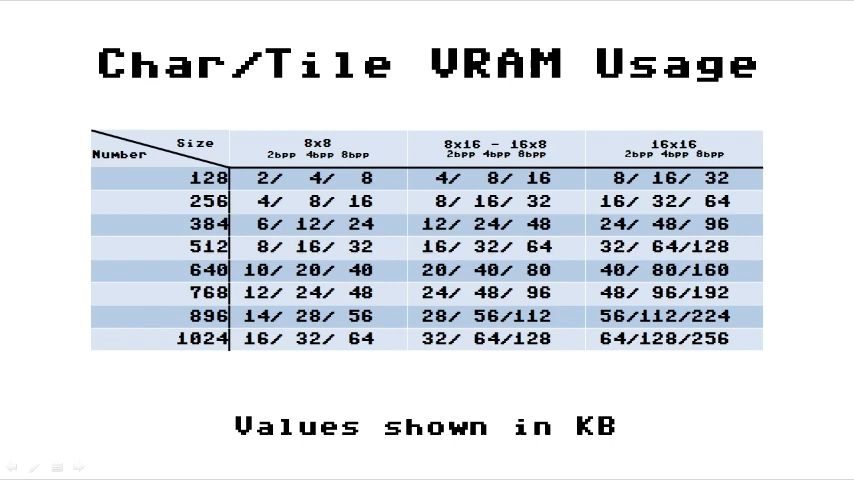 Char/Tile VRAM Usage
Size 8x8 8x16 - 16x8 16x16
Number 2bpp 4bpp 8bpp 2bpp 4bpp 8bpp 2bpp 4bpp 8bpp
128 2/ 4/ 8 4/ 8/ 16 8/ 16/ 32
256 4/ 8/ 16 8/ 16/ 32 16/ 32/ 64
384 6/ 12/ 24 12/ 24/ 48 24/ 48/ 96
512 8/ 16/ 32 16/ 32/ 64 32/ 64/128
640 10/ 20/ 40 20/ 40/ 80 40/ 80/160
768 12/ 24/ 48 24/ 48/ 96 48/ 96/192
896 14/ 28/ 56 28/ 56/112 56/112/224
1024 16/ 32/ 64 32/ 64/128 64/128/256
Values shown in KB